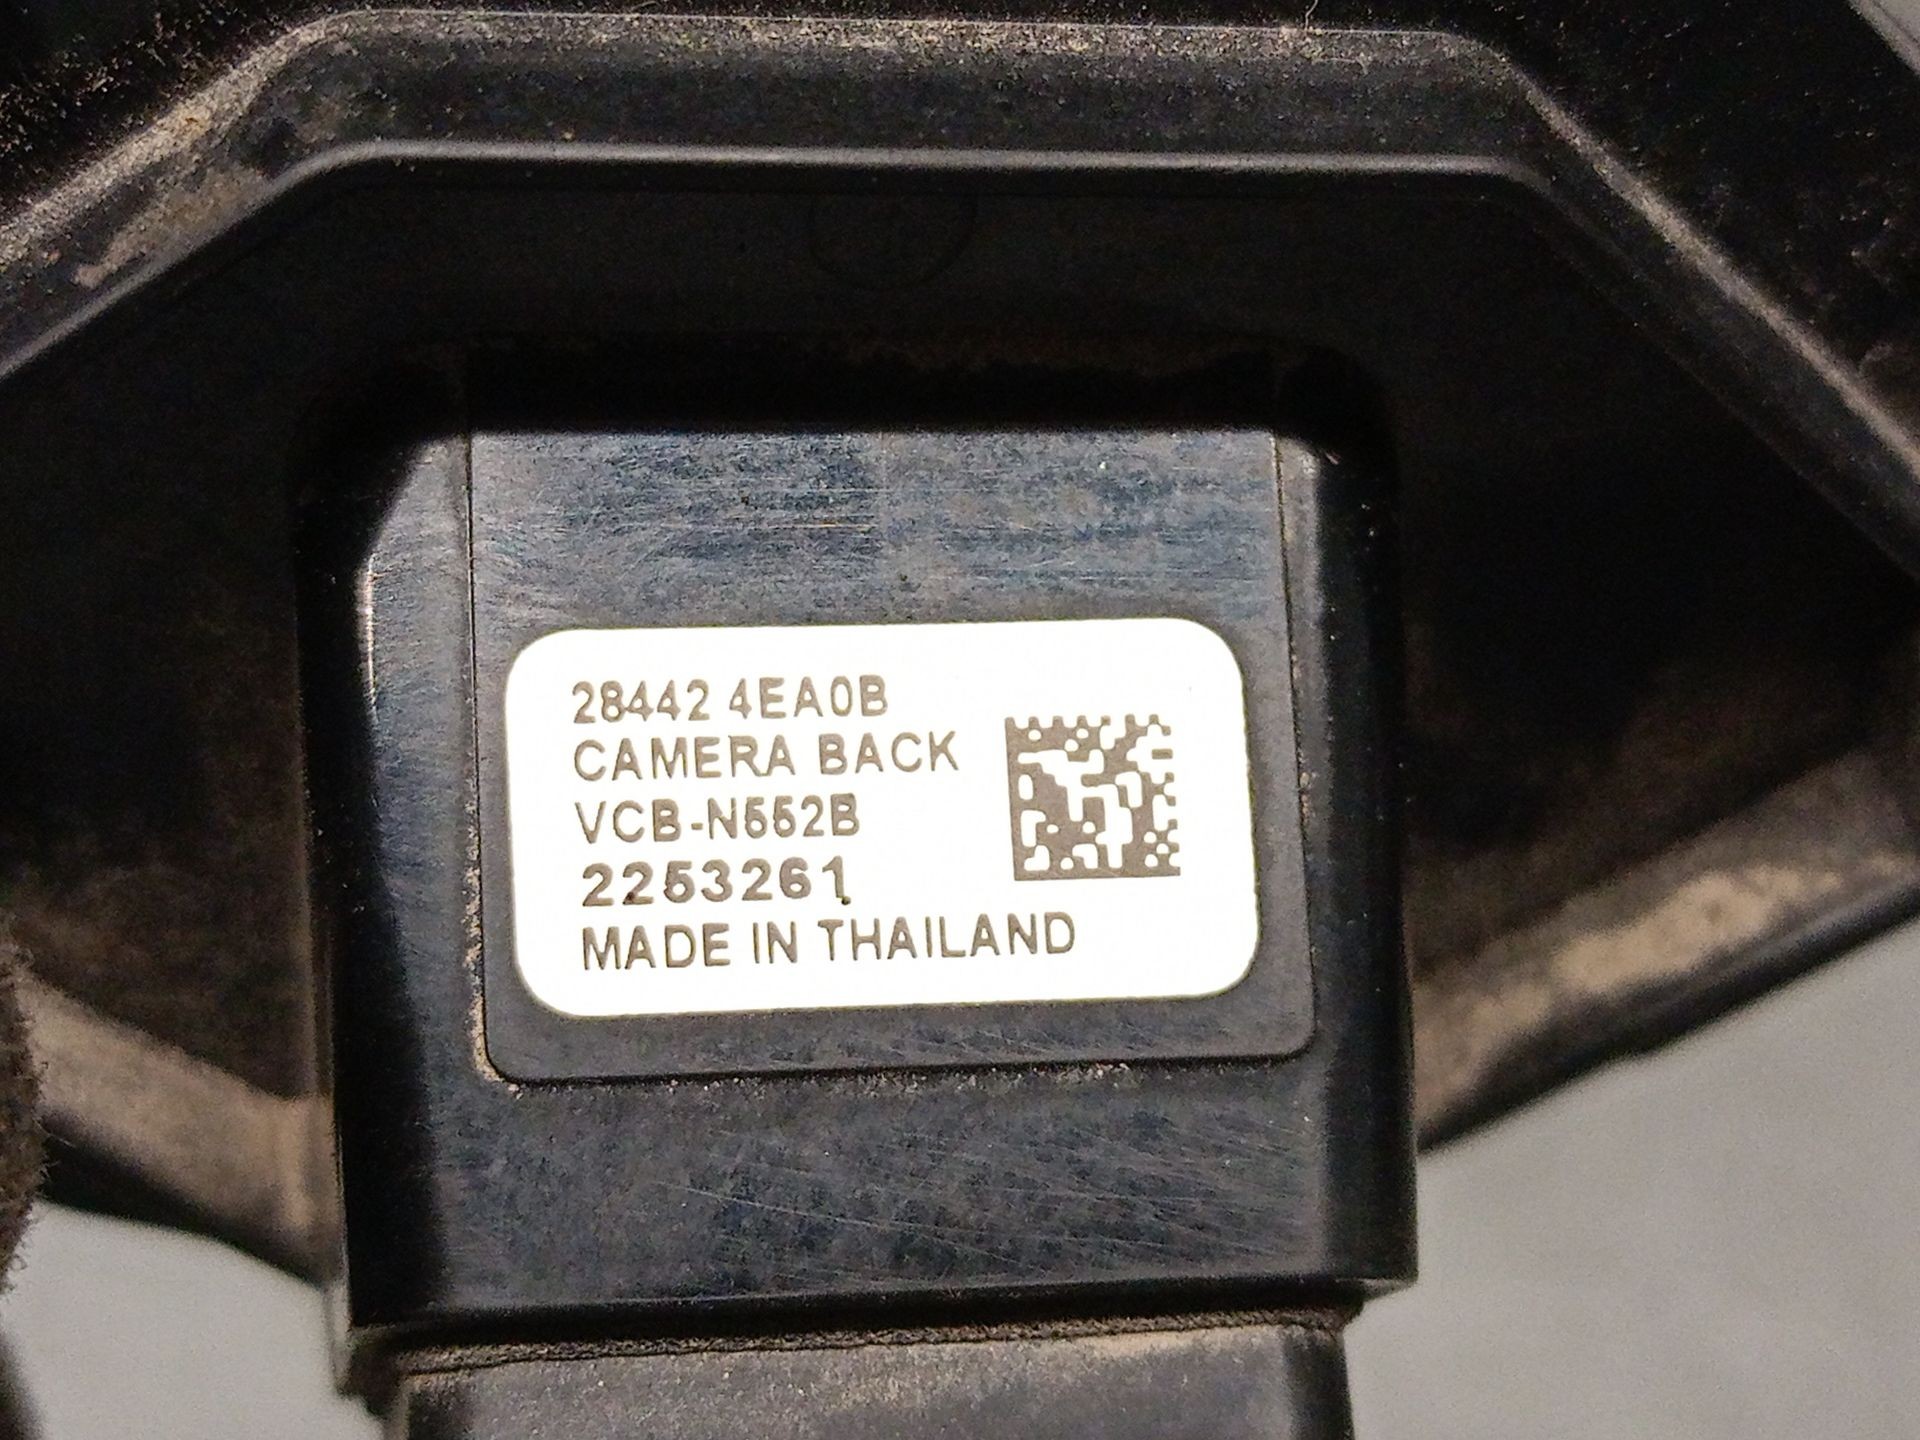 28442 4EA0B
CAMERA BACK
VCB-N552B
2253261
MADE IN THAILAND